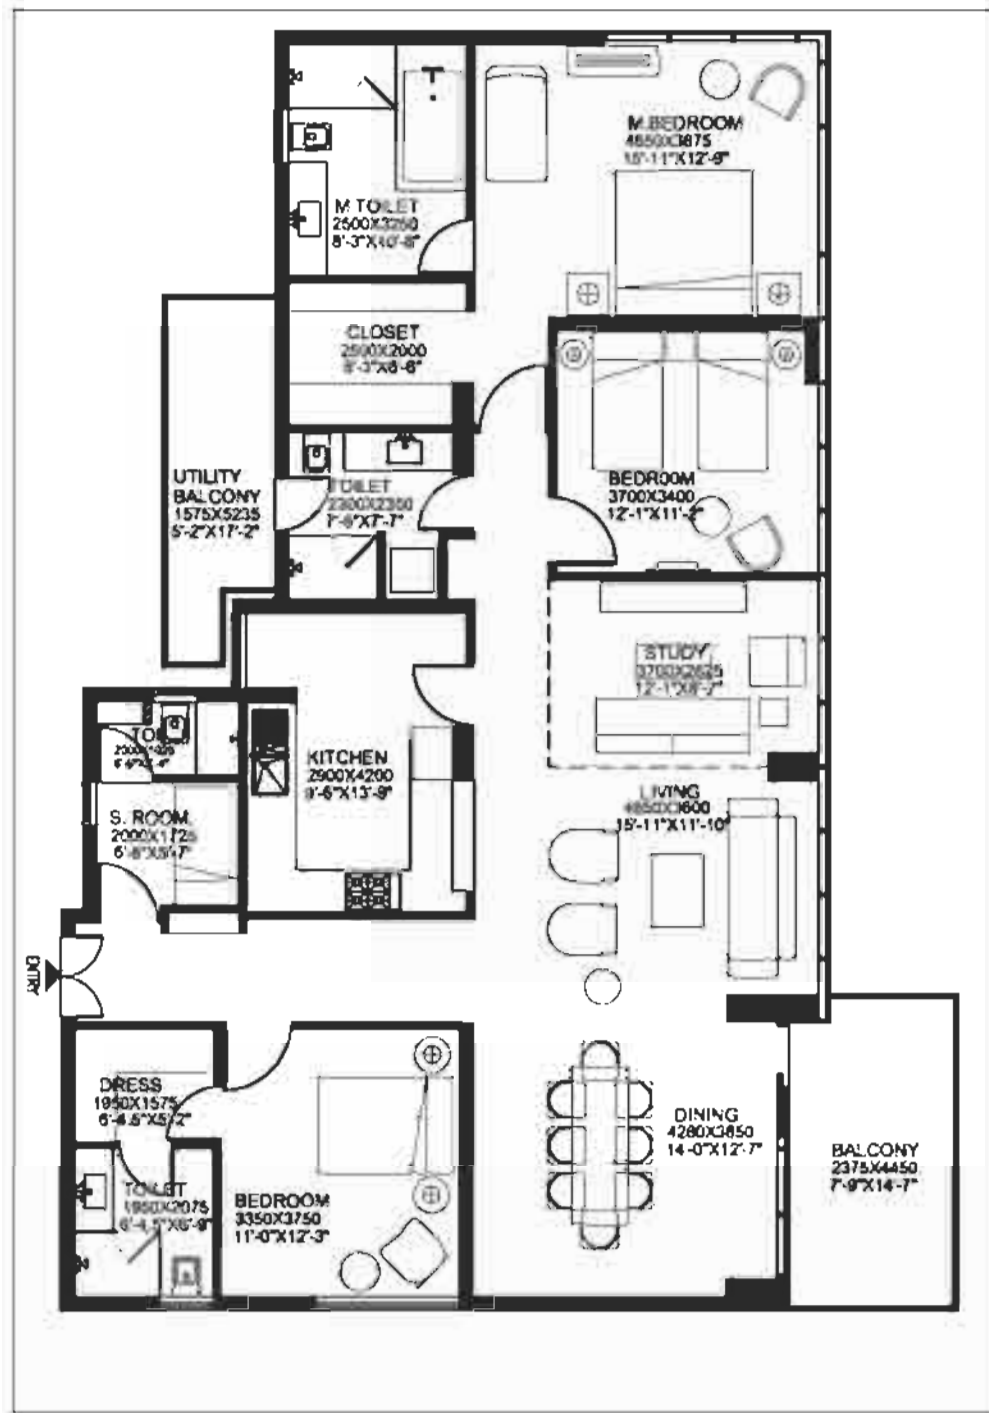 M.BEDROOM
4850X3875
15'-11"X12'-9"
M.TOILET
2500X3250
8'-3"X10'-8"
CLOSET
2500X2000
8'-3"X6'-6"
UTILITY
BALCONY
1575X5235
5'-2"X17'-2"
TOILET
2300X2350
7'-6"X7'-7"
BEDROOM
3700X3400
12'-1"X11'-2"
STUDY
3700X2625
12'-1"X8'-7"
KITCHEN
2900X4200
9'-6"X13'-9"
LIVING
4850X3600
15'-11"X11'-10"
S. ROOM
2000X1725
6'-6"X5'-7"
ENTRY
DRESS
1950X1575
6'-4.5"X5'-2"
TOILET
1950X2075
6'-4.5"X6'-9"
BEDROOM
3350X3750
11'-0"X12'-3"
DINING
4280X3850
14'-0"X12'-7"
BALCONY
2375X4450
7'-9"X14'-7"